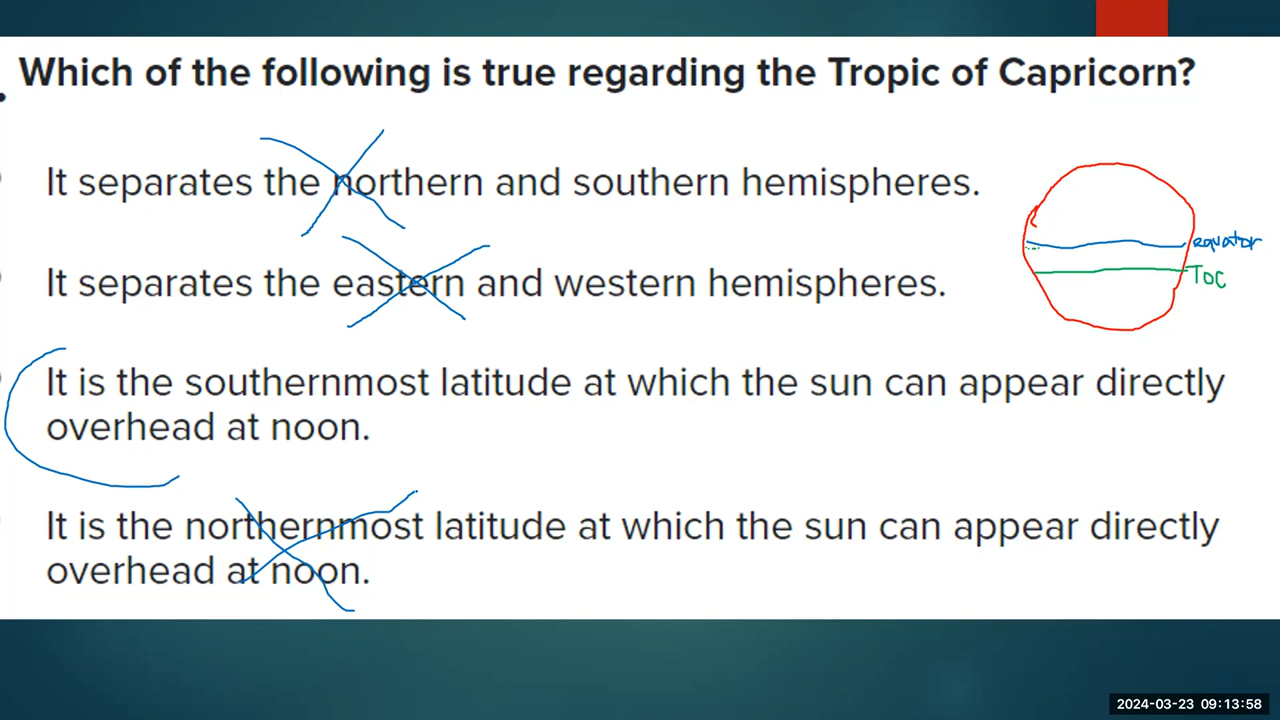 Which of the following is true regarding the Tropic of Capricorn?
It separates the northern and southern hemispheres.
equator
It separates the eastern and western hemispheres.
TOC
It is the southernmost latitude at which the sun can appear directly
overhead at noon.
It is the northernmost latitude at which the sun can appear directly
overhead at noon.
2024-03-23 09:13:58